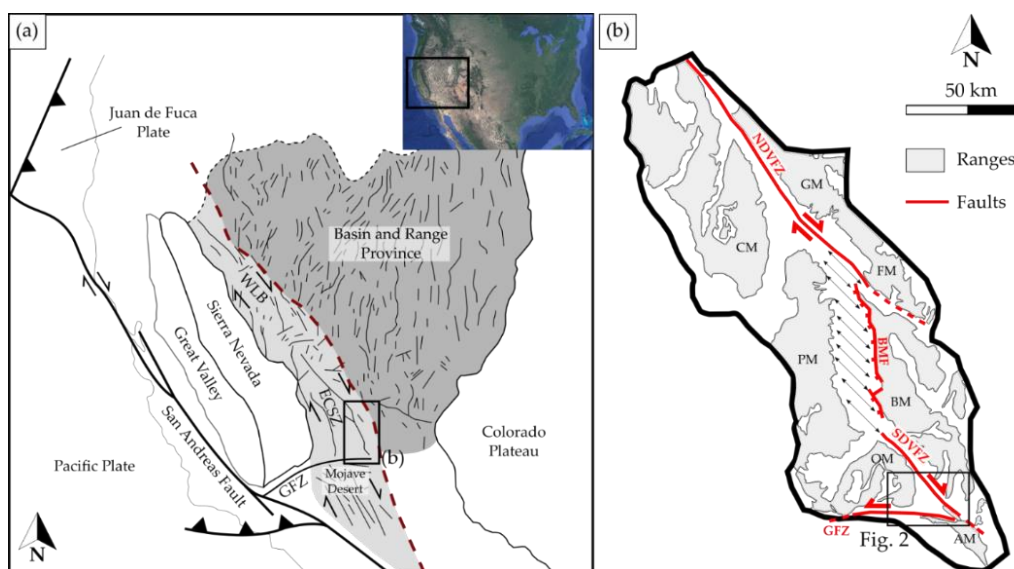 (a)
Juan de Fuca
Plate
Basin and Range
Province
WLB
Sierra Nevada
Great Valley
ECSZ
San Andreas Fault
(b)
Colorado
Plateau
Pacific Plate
GFZ
Mojave
Desert
N
(b)
N
50 km
Ranges
Faults
NDVFZ
GM
CM
FM
PM
BMF
BM
SDVFZ
OM
GFZ
Fig. 2
AM